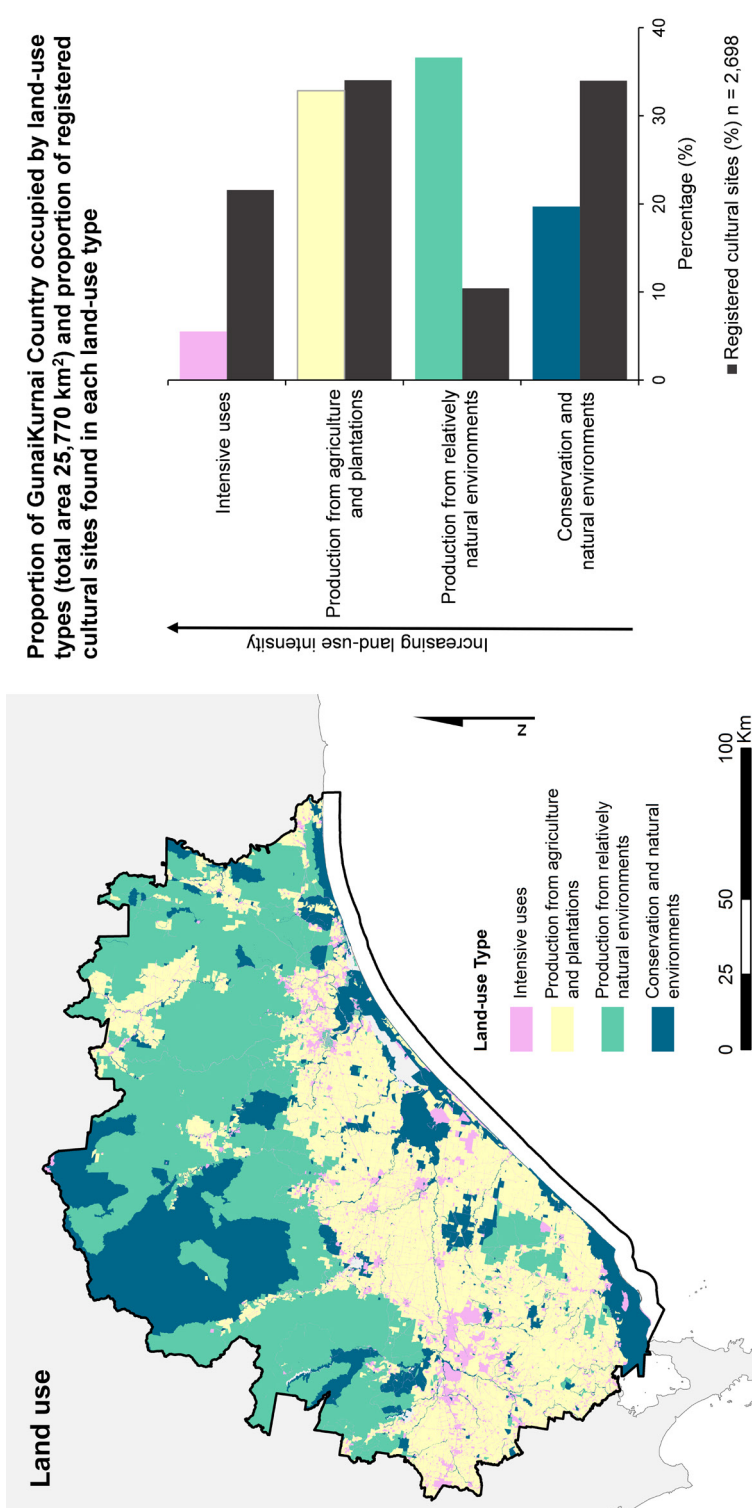 Land use
Land-use Type
Intensive uses
Production from agriculture
and plantations
Production from relatively
natural environments
Conservation and natural
environments
N
0
25
50
100
Km
Proportion of GunaiKurnai Country occupied by land-use
types (total area 25,770 km²) and proportion of registered
cultural sites found in each land-use type
Increasing land-use intensity
Intensive uses
Production from agriculture
and plantations
Production from relatively
natural environments
Conservation and
natural environments
0
10
20
30
40
Percentage (%)
Registered cultural sites (%) n = 2,698